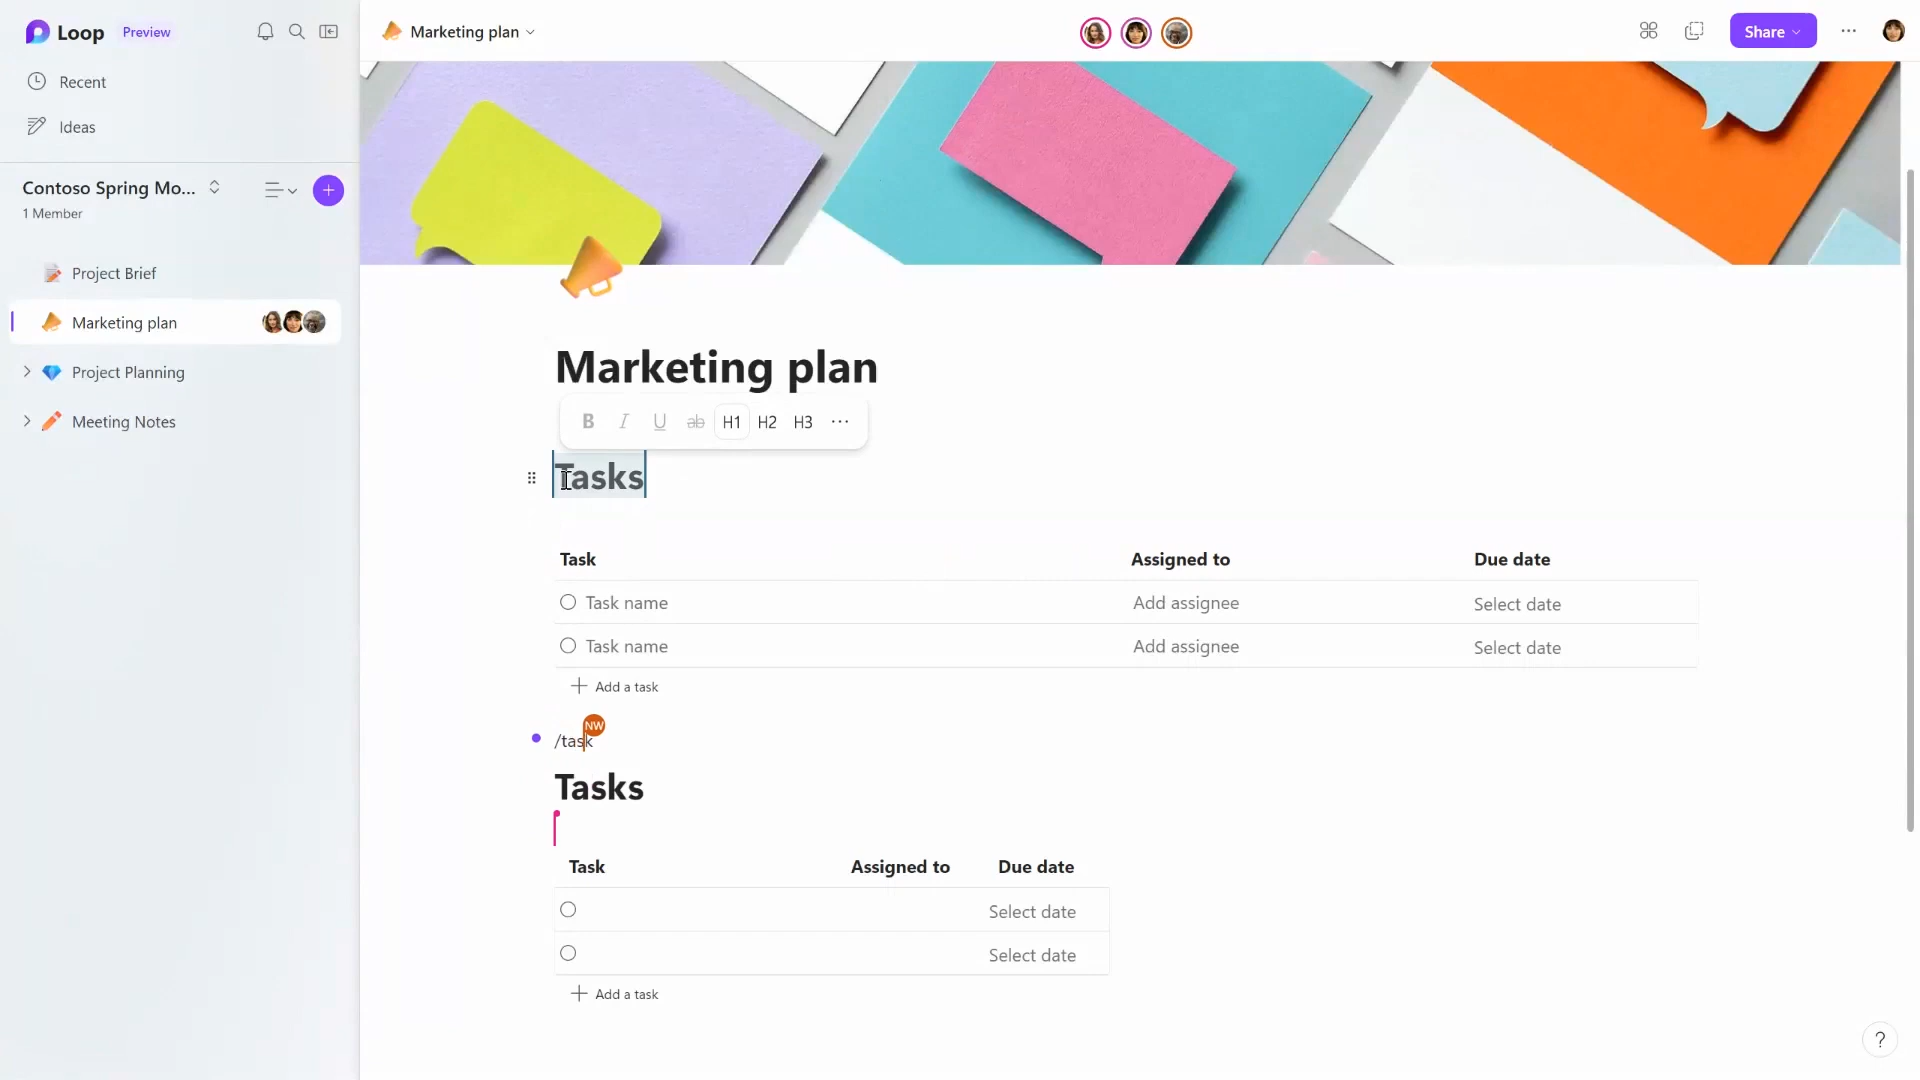 Loop Preview
Recent
Ideas
Contoso Spring Mo...
1 Member
Project Brief
Marketing plan
Project Planning
Meeting Notes
Marketing plan
Share
Marketing plan
B I U ab H1 H2 H3
Tasks
Task Assigned to Due date
Task name Add assignee Select date
Task name Add assignee Select date
Add a task
NW
/task
Tasks
Task Assigned to Due date
Select date
Select date
Add a task
?